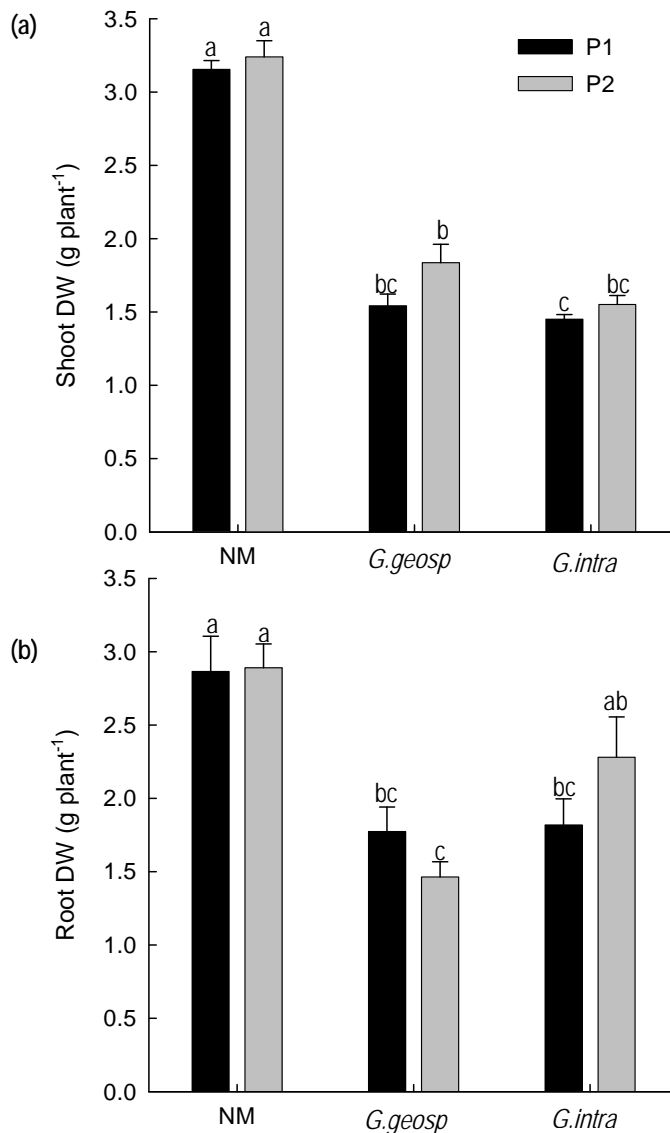 (a)
P1
P2
Shoot DW (g plant-1)
3.5
3.0
2.5
2.0
1.5
1.0
0.5
0.0
a
a
bc
b
c
bc
NM
G.geosp
G.intra
(b)
Root DW (g plant-1)
3.5
3.0
2.5
2.0
1.5
1.0
0.5
0.0
a
a
bc
c
bc
ab
NM
G.geosp
G.intra